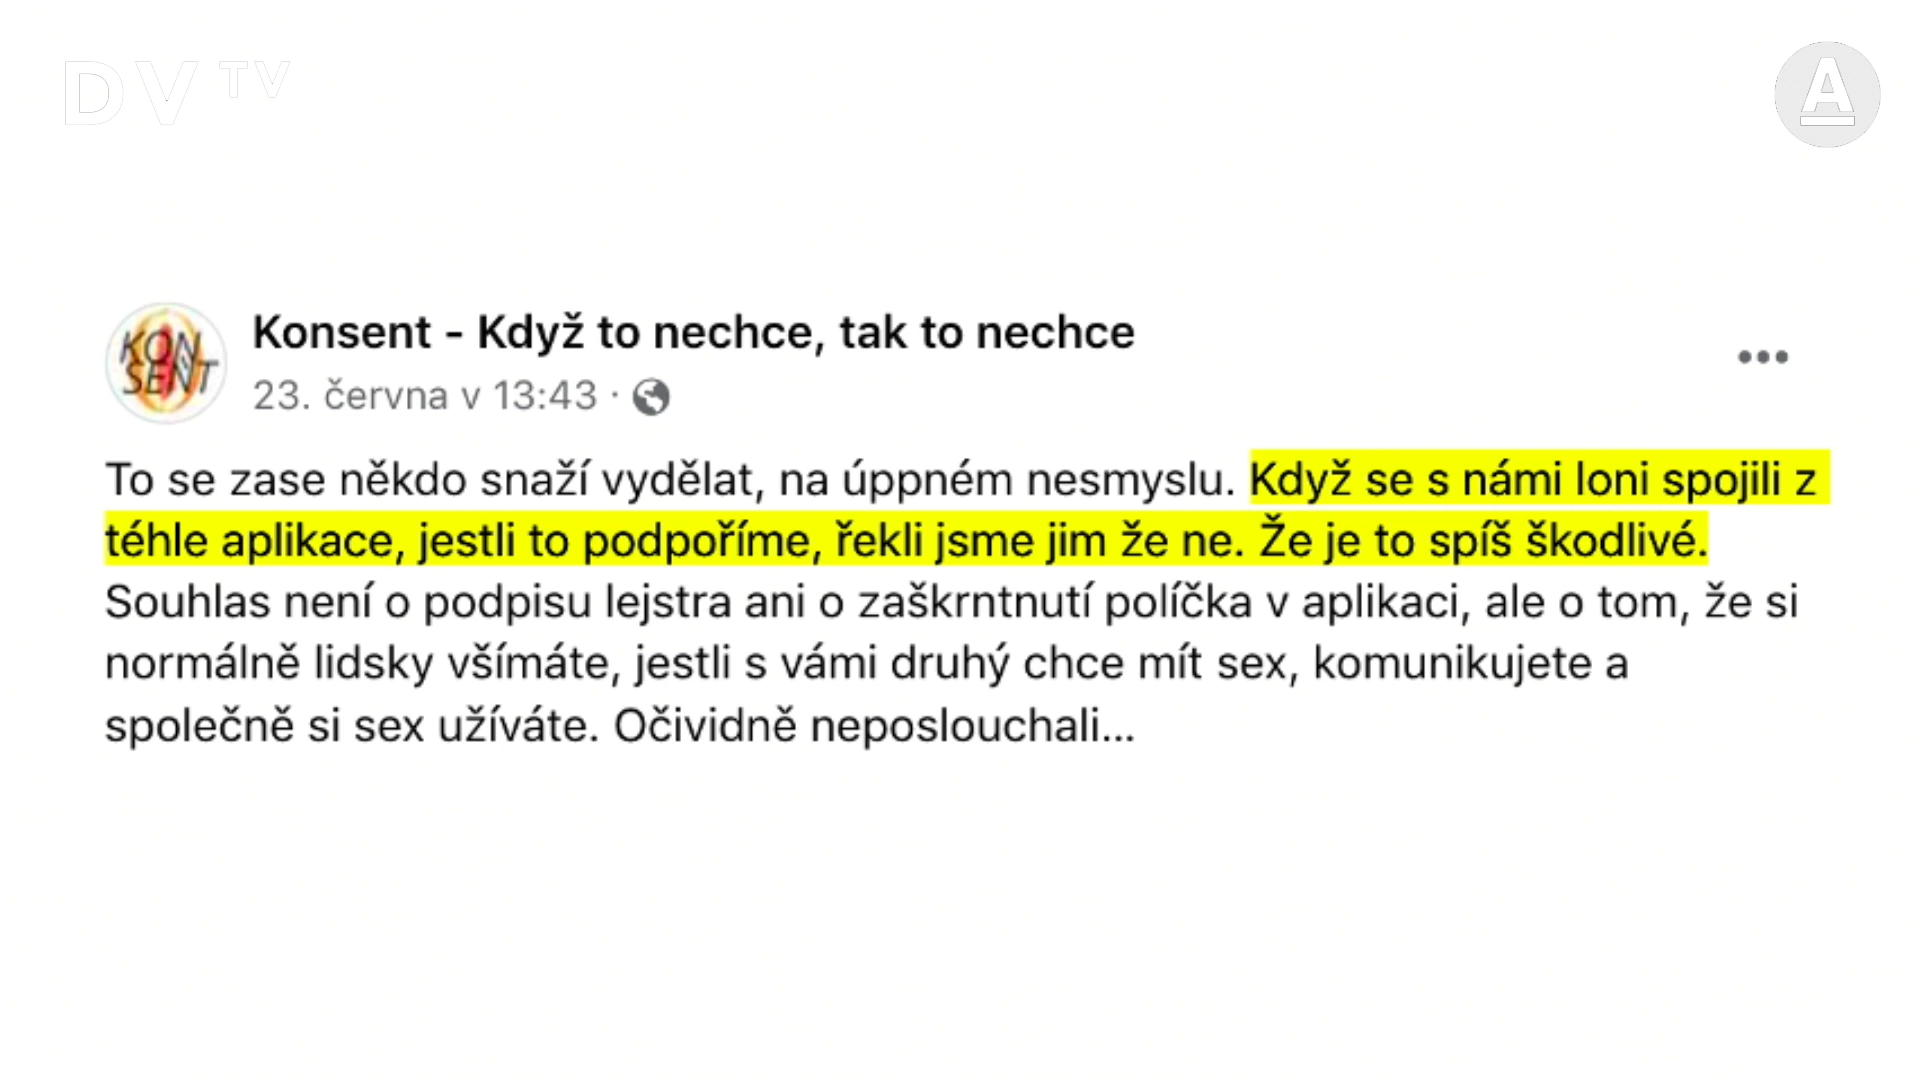 DVTV
A
KON
SENT
Konsent - Když to nechce, tak to nechce
23. června v 13:43 ·
To se zase někdo snaží vydělat, na úppném nesmyslu. Když se s námi loni spojili z
téhle aplikace, jestli to podpoříme, řekli jsme jim že ne. Že je to spíš škodlivé.
Souhlas není o podpisu lejstra ani o zaškrntnutí políčka v aplikaci, ale o tom, že si
normálně lidsky všímáte, jestli s vámi druhý chce mít sex, komunikujete a
společně si sex užíváte. Očividně neposlouchali...